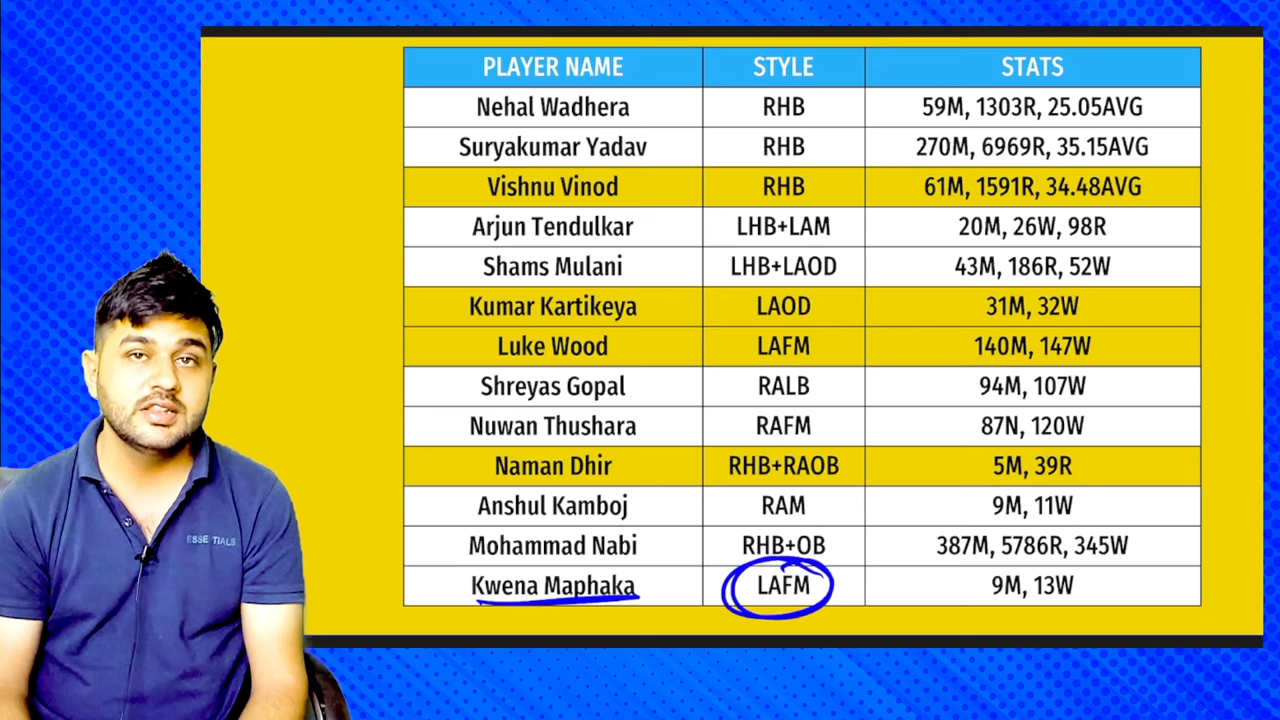 PLAYER NAME STYLE STATS
Nehal Wadhera RHB 59M, 1303R, 25.05AVG
Suryakumar Yadav RHB 270M, 6969R, 35.15AVG
Vishnu Vinod RHB 61M, 1591R, 34.48AVG
Arjun Tendulkar LHB+LAM 20M, 26W, 98R
Shams Mulani LHB+LAOD 43M, 186R, 52W
Kumar Kartikeya LAOD 31M, 32W
Luke Wood LAFM 140M, 147W
Shreyas Gopal RALB 94M, 107W
Nuwan Thushara RAFM 87N, 120W
Naman Dhir RHB+RAOB 5M, 39R
Anshul Kamboj RAM 9M, 11W
Mohammad Nabi RHB+OB 387M, 5786R, 345W
Kwena Maphaka LAFM 9M, 13W
ESSENTIALS